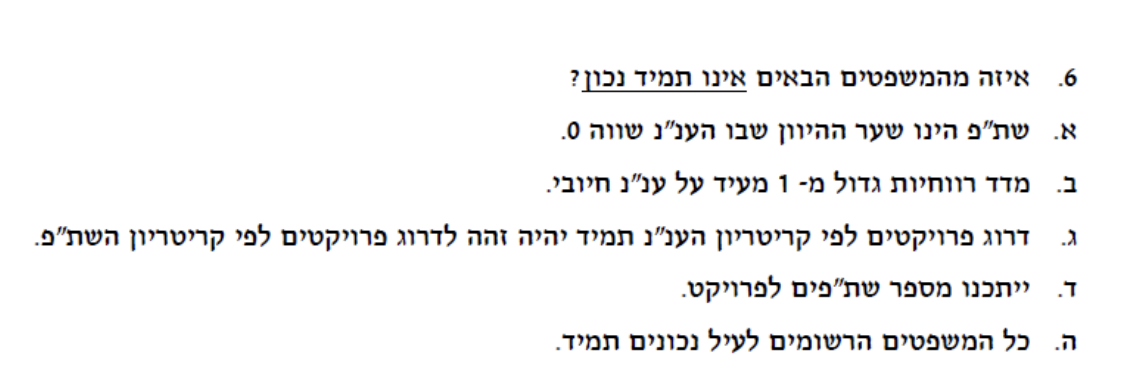 6. איזה מהמשפטים הבאים אינו תמיד נכון?
א. שת"פ הינו שער ההיוון שבו הענ"נ שווה 0.
ב. מדד רווחיות גדול מ- 1 מעיד על ענ"נ חיובי.
ג. דרוג פרויקטים לפי קריטריון הענ"נ תמיד יהיה זהה לדרוג פרויקטים לפי קריטריון השת"פ.
ד. ייתכנו מספר שת"פים לפרויקט.
ה. כל המשפטים הרשומים לעיל נכונים תמיד.